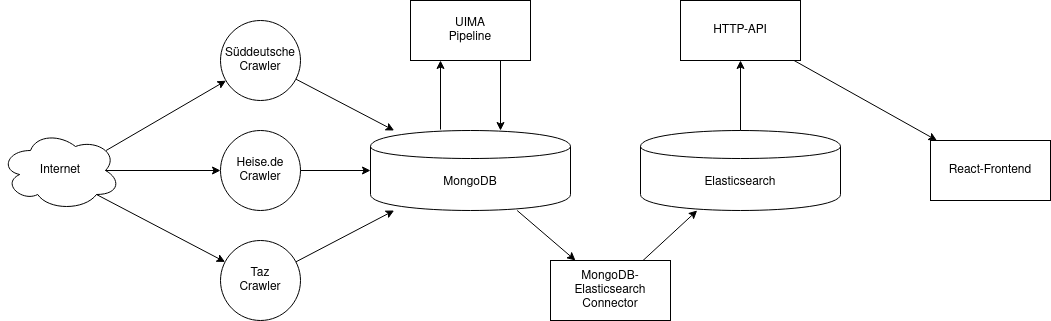 Internet
Süddeutsche
Crawler
Heise.de
Crawler
Taz
Crawler
UIMA
Pipeline
MongoDB
MongoDB-
Elasticsearch
Connector
Elasticsearch
HTTP-API
React-Frontend